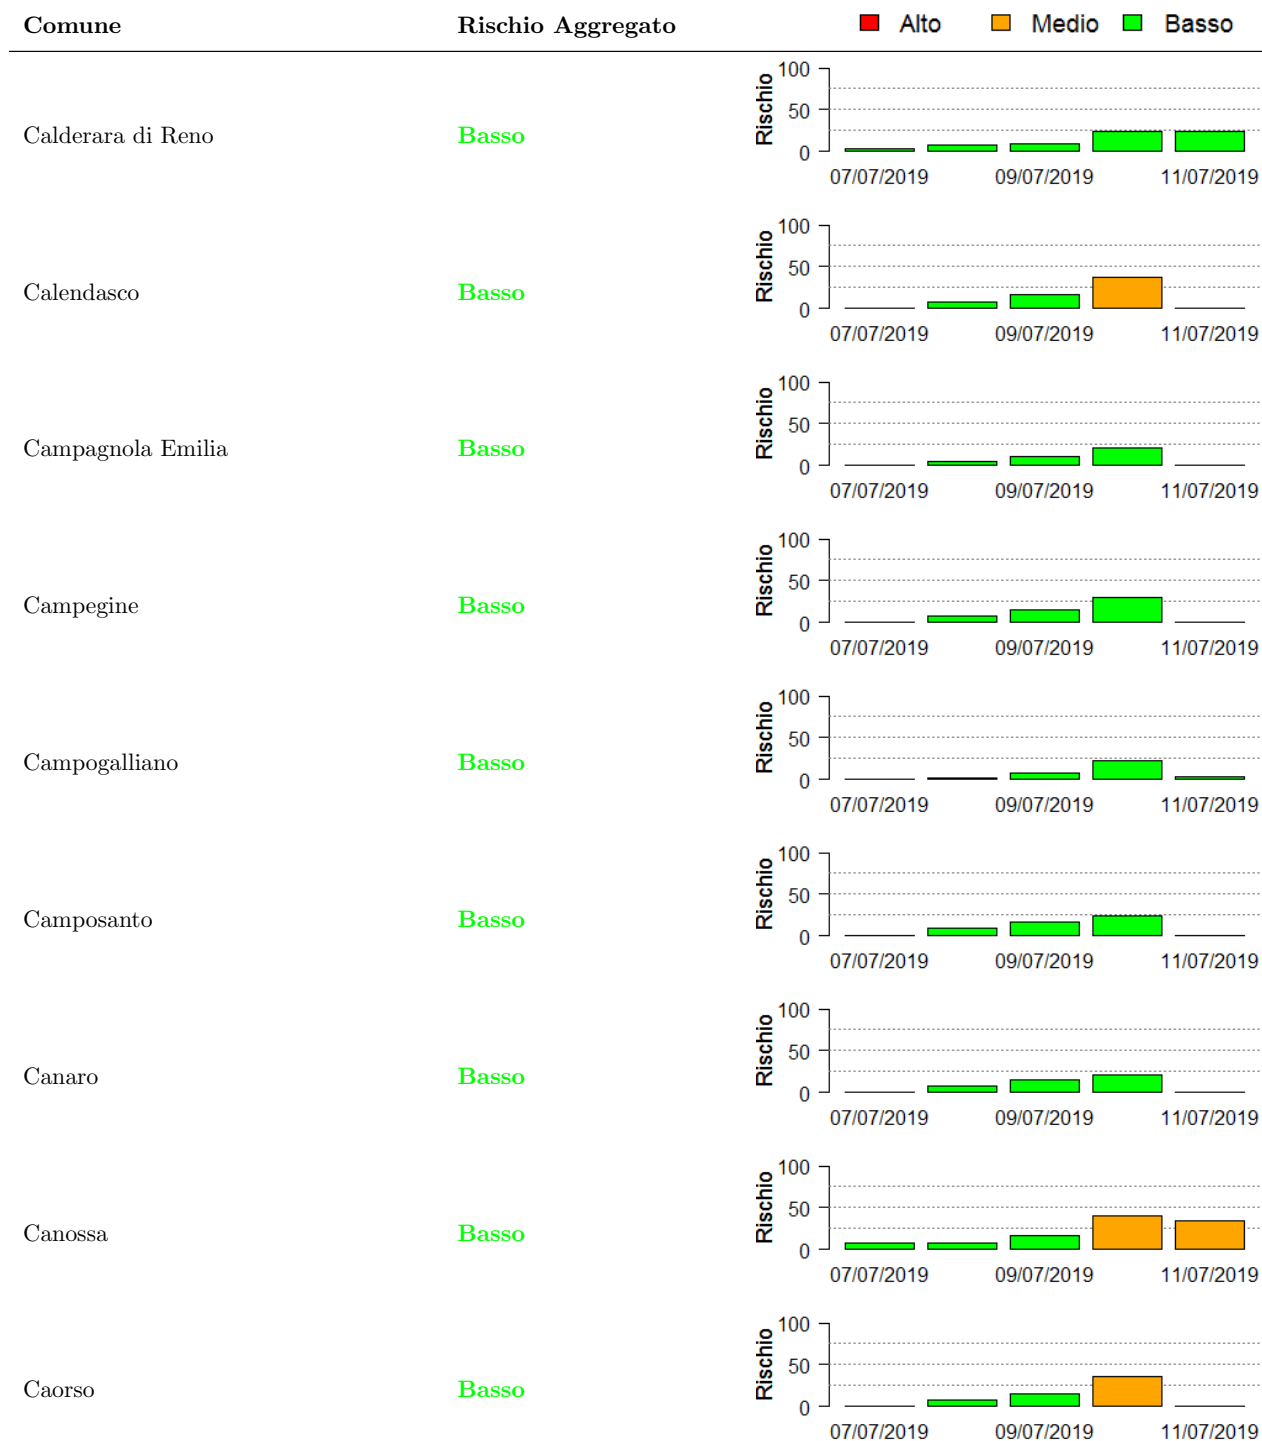 Comune Rischio Aggregato Alto Medio Basso
100
50
0
Rischio
Calderara di Reno Basso
07/07/2019 09/07/2019 11/07/2019
100
50
0
Rischio
Calendasco Basso
07/07/2019 09/07/2019 11/07/2019
100
50
0
Rischio
Campagnola Emilia Basso
07/07/2019 09/07/2019 11/07/2019
100
50
0
Rischio
Campegine Basso
07/07/2019 09/07/2019 11/07/2019
100
50
0
Rischio
Campogalliano Basso
07/07/2019 09/07/2019 11/07/2019
100
50
0
Rischio
Camposanto Basso
07/07/2019 09/07/2019 11/07/2019
100
50
0
Rischio
Canaro Basso
07/07/2019 09/07/2019 11/07/2019
100
50
0
Rischio
Canossa Basso
07/07/2019 09/07/2019 11/07/2019
100
50
0
Rischio
Caorso Basso
07/07/2019 09/07/2019 11/07/2019